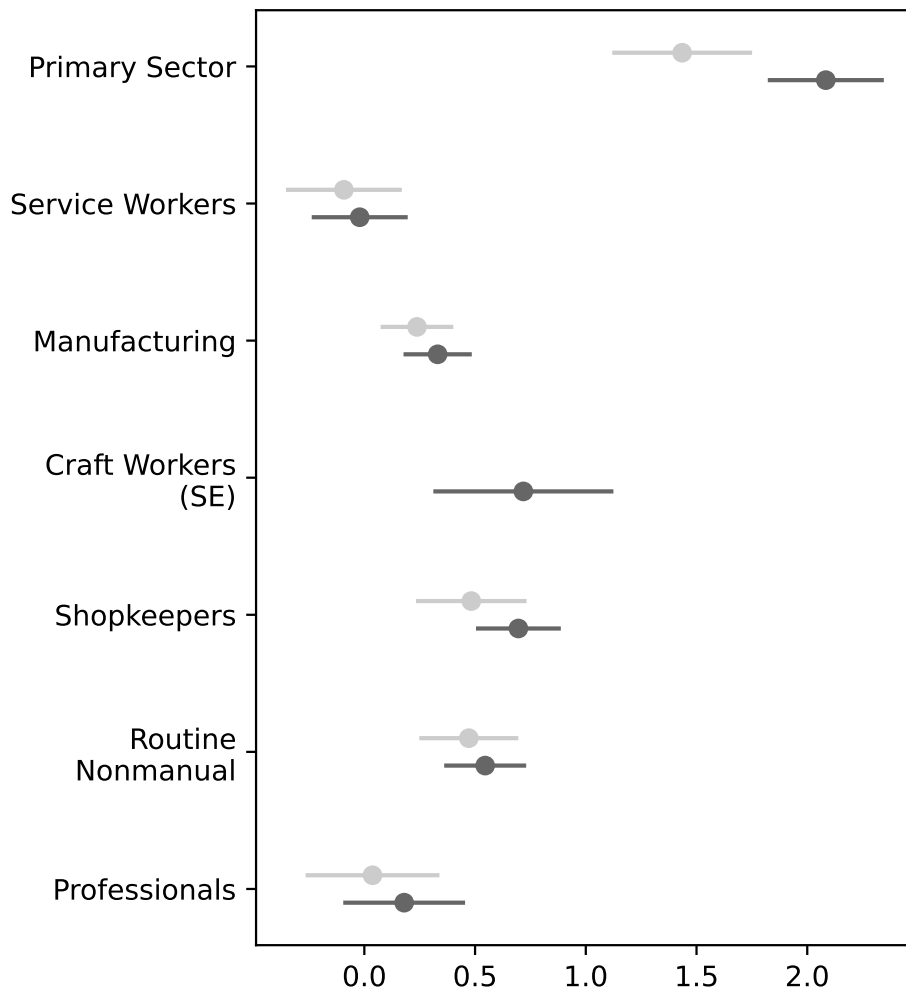 Primary Sector
Service Workers
Manufacturing
Craft Workers
(SE)
Shopkeepers
Routine
Nonmanual
Professionals
0.0 0.5 1.0 1.5 2.0